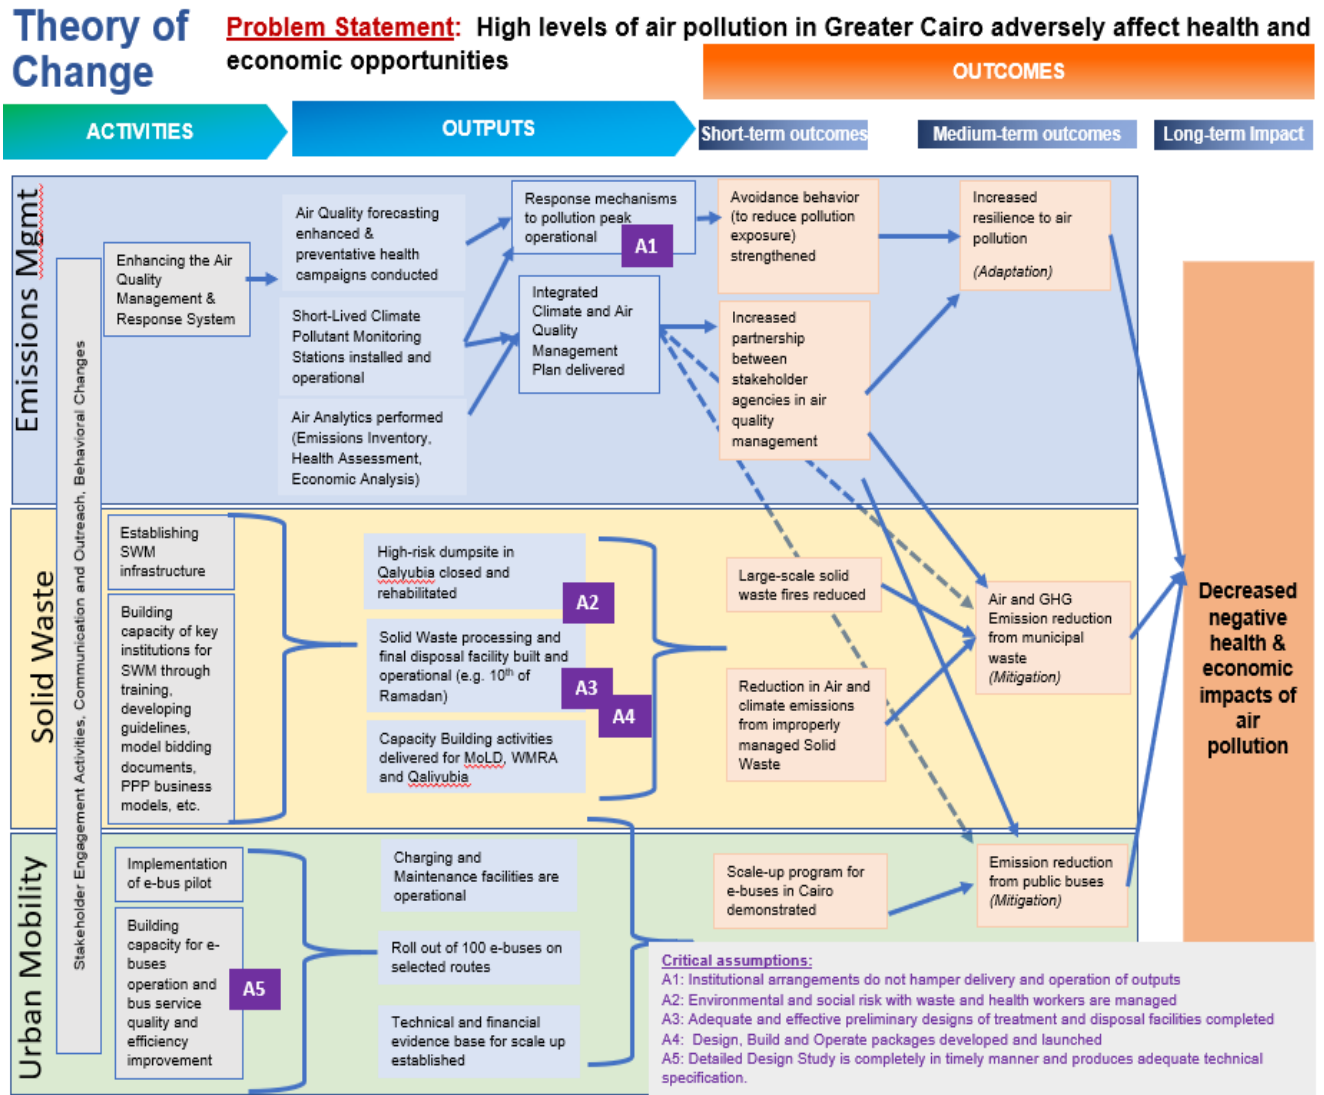 Theory of
Change
Problem Statement: High levels of air pollution in Greater Cairo adversely affect health and
economic opportunities
OUTCOMES
ACTIVITIES
OUTPUTS
Short-term outcomes
Medium-term outcomes
Long-term Impact
Emissions Mgmt
Stakeholder Engagement Activities, Communication and Outreach, Behavioral Changes
Enhancing the Air
Quality
Management &
Response System
Air Quality forecasting
enhanced &
preventative health
campaigns conducted
Short-Lived Climate
Pollutant Monitoring
Stations installed and
operational
Air Analytics performed
(Emissions Inventory,
Health Assessment,
Economic Analysis)
Response mechanisms
to pollution peak
operational
A1
Integrated
Climate and Air
Quality
Management
Plan delivered
Avoidance behavior
(to reduce pollution
exposure)
strengthened
Increased
partnership
between
stakeholder
agencies in air
quality
management
Increased
resilience to air
pollution
(Adaptation)
Solid Waste
Establishing
SWM
infrastructure
Building
capacity of key
institutions for
SWM through
training,
developing
guidelines,
model bidding
documents,
PPP business
models, etc.
High-risk dumpsite in
Qalyubia closed and
rehabilitated
A2
Solid Waste processing and
final disposal facility built and
operational (e.g. 10th of
Ramadan)
A3
A4
Capacity Building activities
delivered for MoLD, WMRA
and Qaliyubia
Large-scale solid
waste fires reduced
Reduction in Air and
climate emissions
from improperly
managed Solid
Waste
Air and GHG
Emission reduction
from municipal
waste
(Mitigation)
Urban Mobility
Implementation
of e-bus pilot
Building
capacity for e-
buses
operation and
bus service
quality and
efficiency
improvement
A5
Charging and
Maintenance facilities are
operational
Roll out of 100 e-buses on
selected routes
Technical and financial
evidence base for scale up
established
Scale-up program for
e-buses in Cairo
demonstrated
Emission reduction
from public buses
(Mitigation)
Decreased
negative
health &
economic
impacts of
air
pollution
Critical assumptions:
A1: Institutional arrangements do not hamper delivery and operation of outputs
A2: Environmental and social risk with waste and health workers are managed
A3: Adequate and effective preliminary designs of treatment and disposal facilities completed
A4: Design, Build and Operate packages developed and launched
A5: Detailed Design Study is completely in timely manner and produces adequate technical
specification.